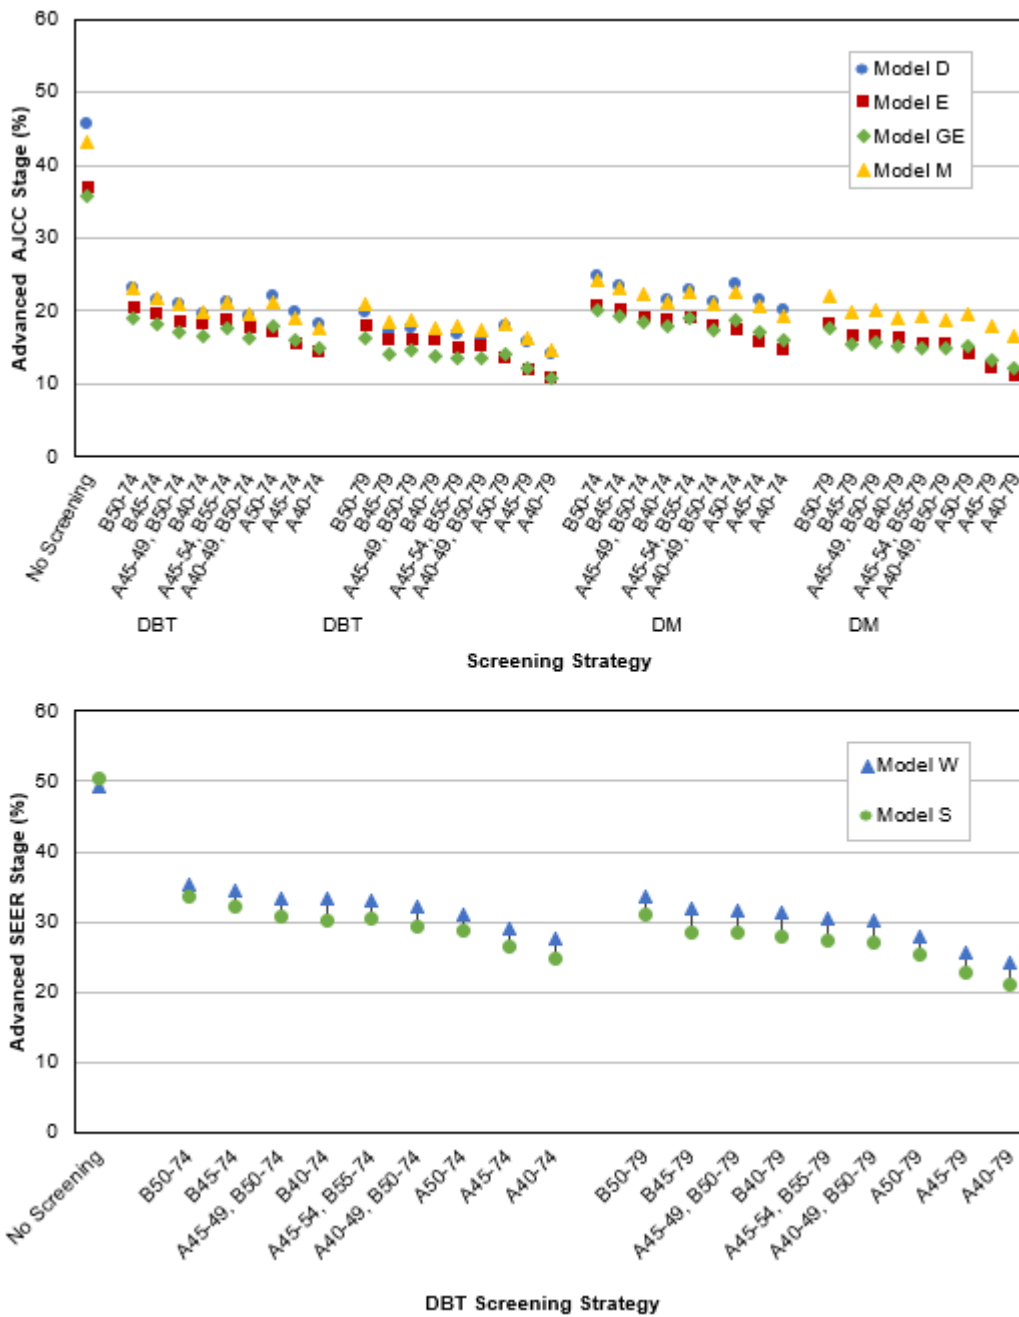 60
50
40
30
20
10
0
Advanced AJCC Stage (%)
Model D
Model E
Model GE
Model M
No Screening
B50-74
B45-74
A45-49, B50-74
B40-74
A45-54, B55-74
A40-49, B50-74
A50-74
A45-74
A40-74
B50-79
B45-79
A45-49, B50-79
B40-79
A45-54, B55-79
A40-49, B50-79
A50-79
A45-79
A40-79
B50-74
B45-74
A45-49, B50-74
B40-74
A45-54, B55-74
A40-49, B50-74
A50-74
A45-74
A40-74
B50-79
B45-79
A45-49, B50-79
B40-79
A45-54, B55-79
A40-49, B50-79
A50-79
A45-79
A40-79
DBT DBT DM DM
Screening Strategy
60
50
40
30
20
10
0
Advanced SEER Stage (%)
Model W
Model S
No Screening
B50-74
B45-74
A45-49, B50-74
B40-74
A45-54, B55-74
A40-49, B50-74
A50-74
A45-74
A40-74
B50-79
B45-79
A45-49, B50-79
B40-79
A45-54, B55-79
A40-49, B50-79
A50-79
A45-79
A40-79
DBT Screening Strategy